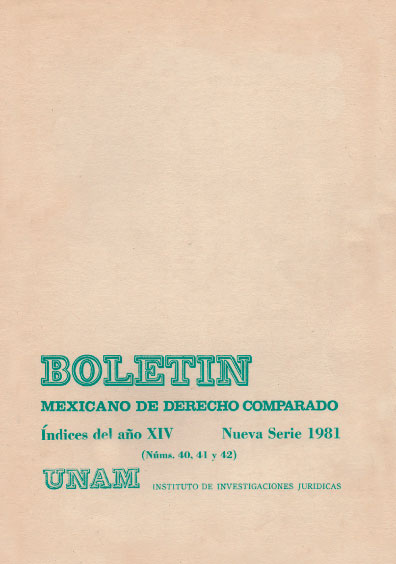 BOLETIN
MEXICANO DE DERECHO COMPARADO
Índices del año XIV Nueva Serie 1981
(Núms. 40, 41 y 42)
UNAM INSTITUTO DE INVESTIGACIONES JURIDICAS